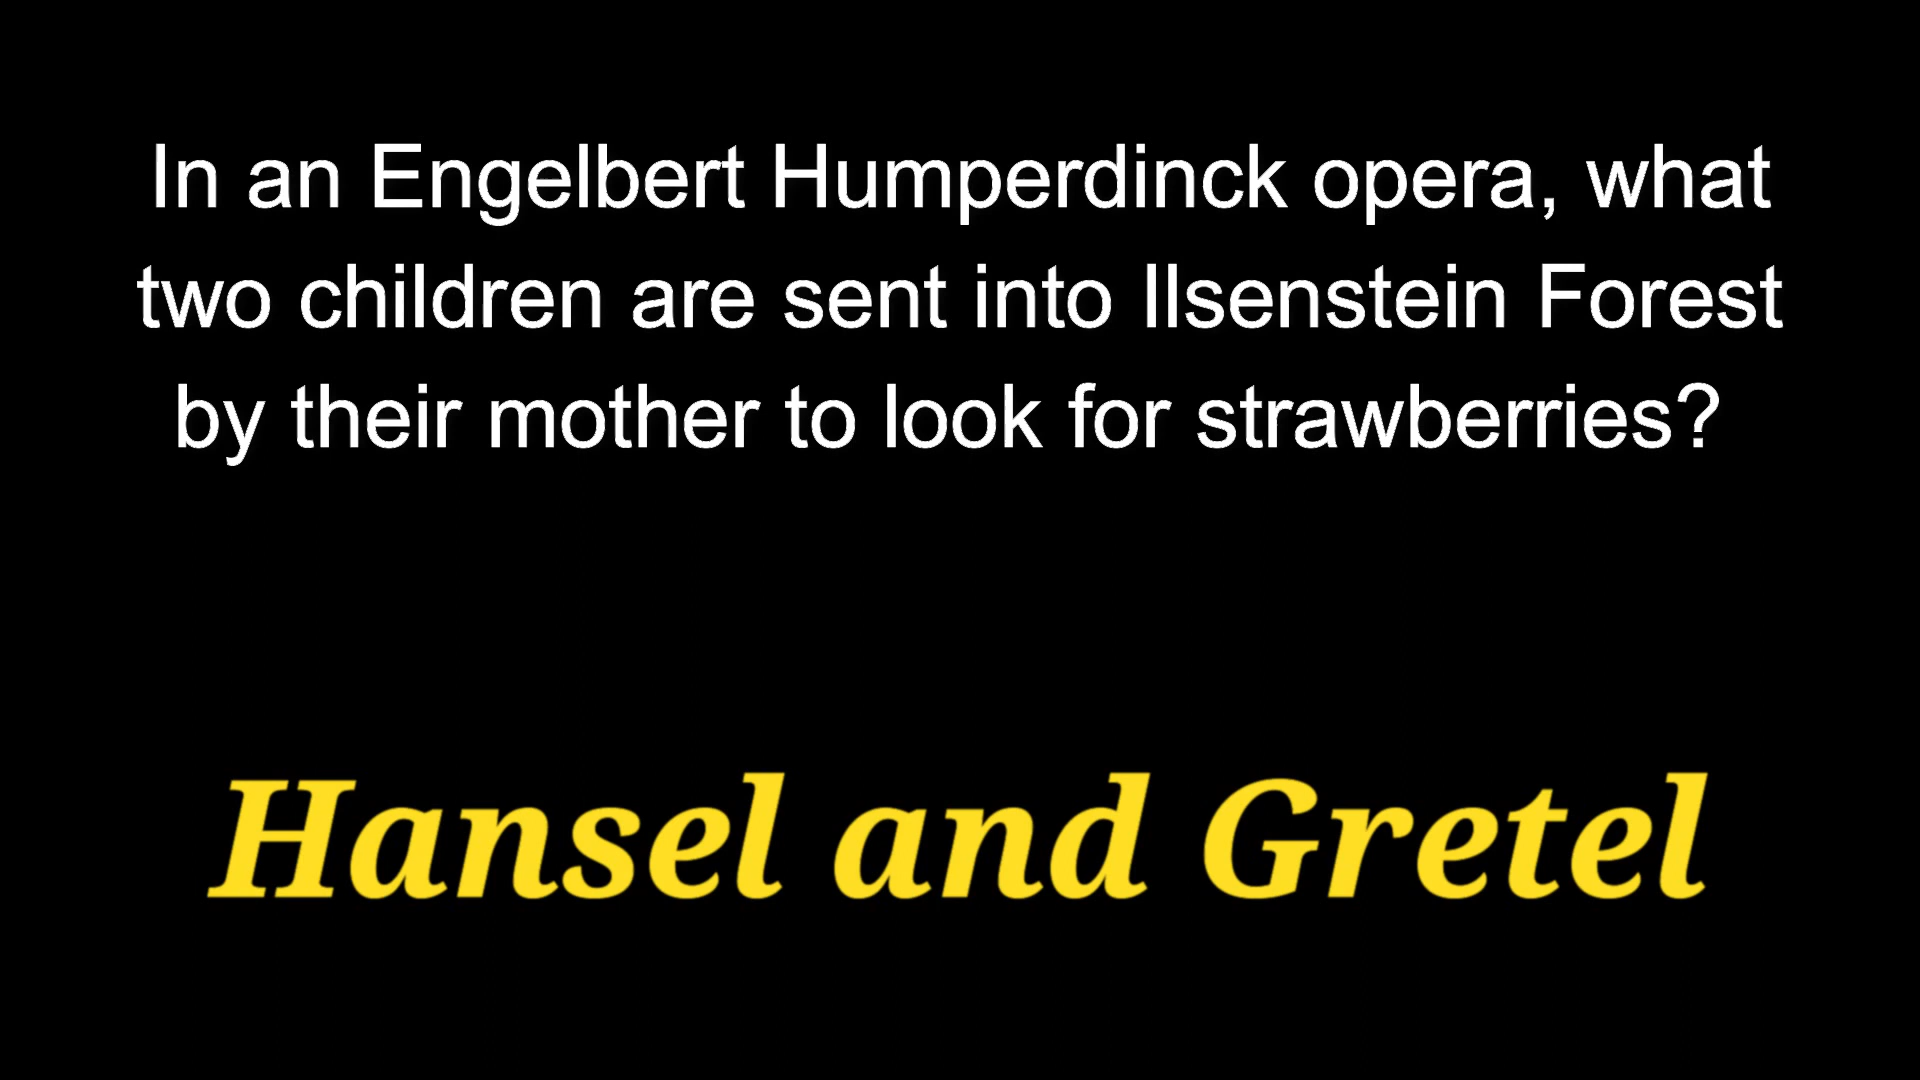 In an Engelbert Humperdinck opera, what
two children are sent into Ilsenstein Forest
by their mother to look for strawberries?
Hansel and Gretel